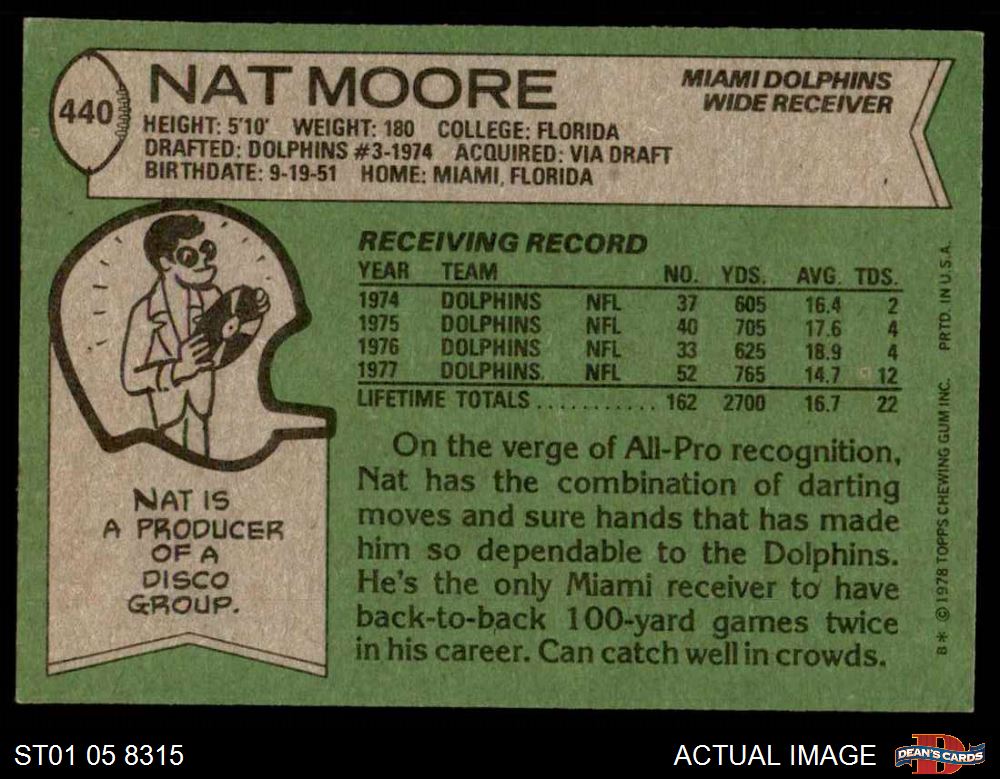 440
NAT MOORE
MIAMI DOLPHINS
WIDE RECEIVER
HEIGHT: 5'10' WEIGHT: 180 COLLEGE: FLORIDA
DRAFTED: DOLPHINS #3-1974 ACQUIRED: VIA DRAFT
BIRTHDATE: 9-19-51 HOME: MIAMI, FLORIDA
RECEIVING RECORD
YEAR TEAM NO. YDS. AVG. TDS.
1974 DOLPHINS NFL 37 605 16.4 2
1975 DOLPHINS NFL 40 705 17.6 4
1976 DOLPHINS NFL 33 625 18.9 4
1977 DOLPHINS NFL 52 765 14.7 12
LIFETIME TOTALS........... 162 2700 16.7 22
NAT IS
A PRODUCER
OF A
DISCO
GROUP.
On the verge of All-Pro recognition,
Nat has the combination of darting
moves and sure hands that has made
him so dependable to the Dolphins.
He's the only Miami receiver to have
back-to-back 100-yard games twice
in his career. Can catch well in crowds.
8* © 1978 TOPPS CHEWING GUM INC. PRTD. IN U.S.A.
ST01 05 8315
ACTUAL IMAGE
DEAN'S CARDS